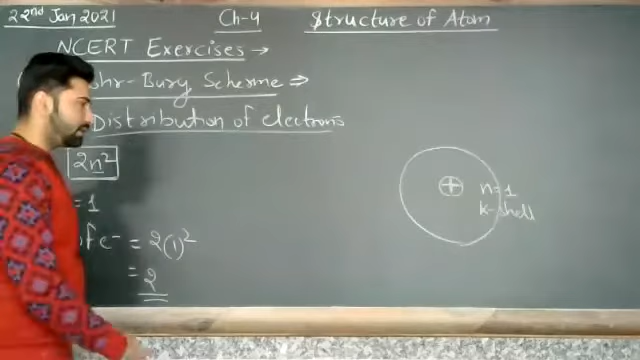 22nd Jan 2021
Ch-4
Structure of Atom
NCERT Exercises →
Bury Scheme ⇒
Distribution of electrons
2n²
= 1
of e⁻ = 2(1)²
= 2
+
n=1
K-shell